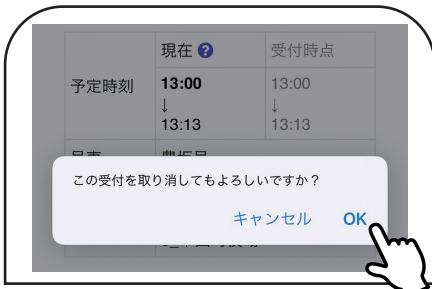 現在 ? 受付時点
予定時刻 13:00 13:00
↓ ↓
13:13 13:13
この受付を取り消してもよろしいですか？
キャンセル OK